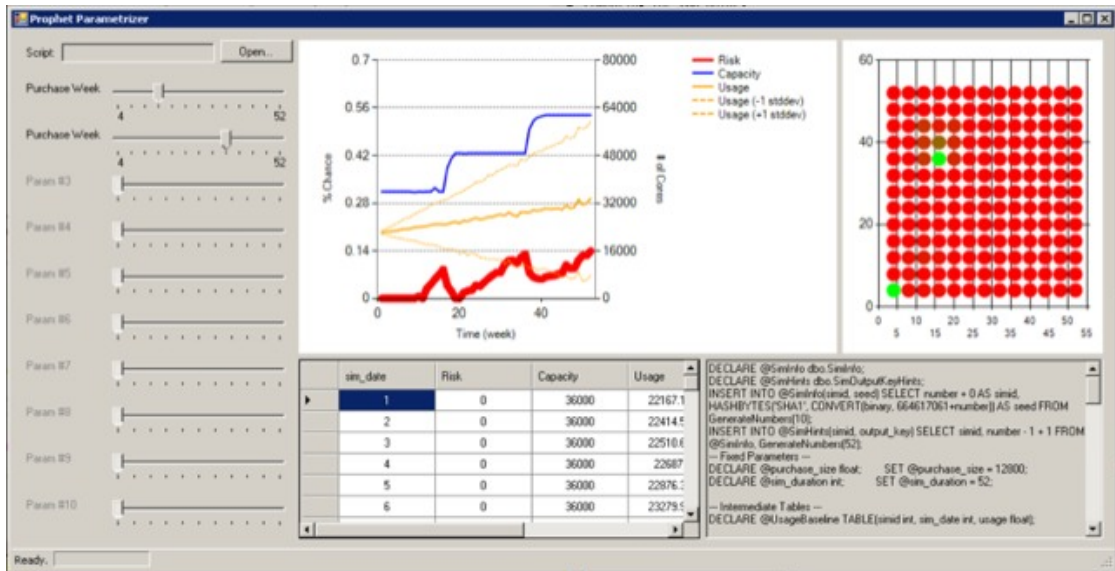 Prophet Parametrizer
Script:
Open...
Purchase Week
4 52
Purchase Week
4 52
Param #3
Param #4
Param #5
Param #6
Param #7
Param #8
Param #9
Param #10
0.7 80000
0.56 64000
0.42 48000
0.28 32000
0.14 16000
0 0
% Chance
# of Cores
0 20 40
Time (week)
Risk
Capacity
Usage
Usage (-1 stddev)
Usage (+1 stddev)
60
40
20
0
0 10 20 30 40 50
5 15 25 35 45 55
sim_date Risk Capacity Usage
1 0 36000 22167.1
2 0 36000 22414.5
3 0 36000 22510.6
4 0 36000 22687
5 0 36000 22876.3
6 0 36000 23279.9
DECLARE @SimInfo dbo.SimInfo;
DECLARE @SimHints dbo.SimOutputKeyHints;
INSERT INTO @SimInfo(simid, seed) SELECT number + 0 AS simid,
HASHBYTES('SHA1', CONVERT(binary, 664617061+number)) AS seed FROM
GenerateNumbers(10);
INSERT INTO @SimHints(simid, output_key) SELECT simid, number - 1 + 1 FROM
@SimInfo, GenerateNumbers(52);
-- Fixed Parameters --
DECLARE @purchase_size float; SET @purchase_size = 12800;
DECLARE @sim_duration int; SET @sim_duration = 52;
-- Intermediate Tables --
DECLARE @UsageBaseline TABLE(simid int, sim_date int, usage float);
Ready.